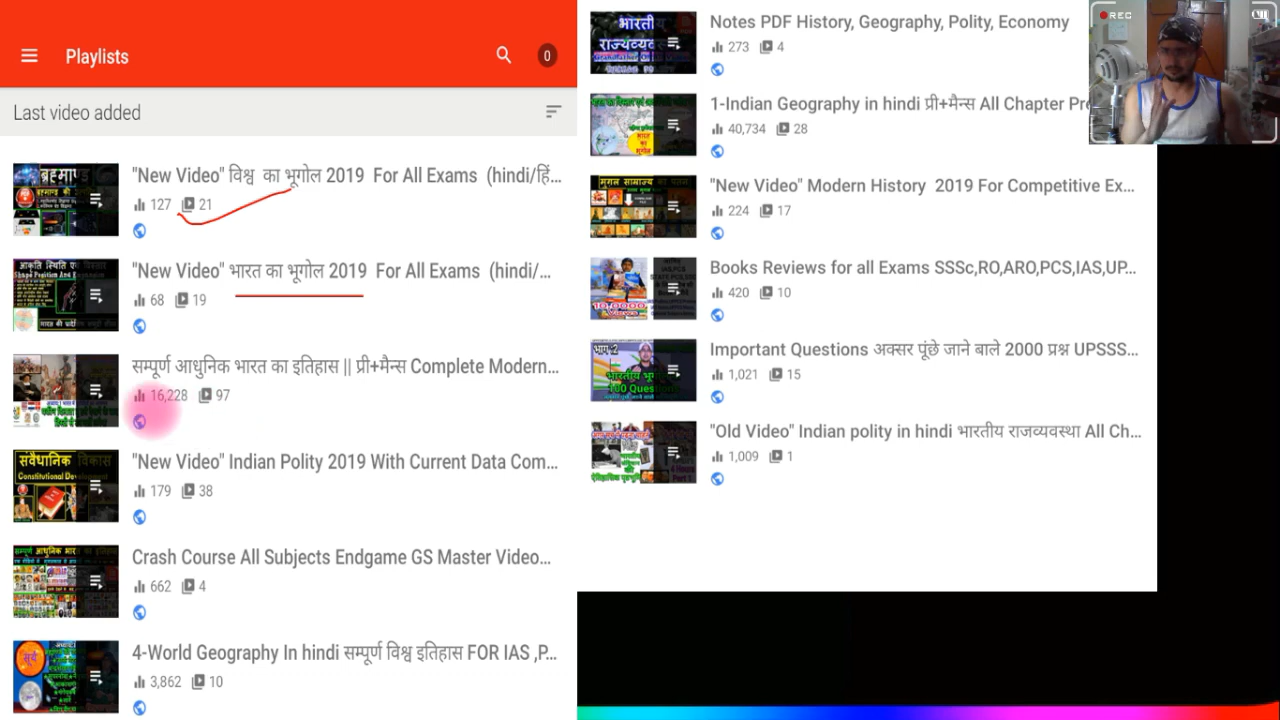 Playlists
0
Last video added
"New Video" विश्व का भूगोल 2019 For All Exams (hindi/हिं...
127 21
"New Video" भारत का भूगोल 2019 For All Exams (hindi/...
68 19
सम्पूर्ण आधुनिक भारत का इतिहास || प्री+मैन्स Complete Modern...
16,228 97
"New Video" Indian Polity 2019 With Current Data Com...
179 38
Crash Course All Subjects Endgame GS Master Video...
662 4
4-World Geography In hindi सम्पूर्ण विश्व इतिहास FOR IAS ,P...
3,862 10
Notes PDF History, Geography, Polity, Economy
273 4
1-Indian Geography in hindi प्री+मैन्स All Chapter Pre
40,734 28
"New Video" Modern History 2019 For Competitive Ex...
224 17
Books Reviews for all Exams SSSc,RO,ARO,PCS,IAS,UP...
420 10
Important Questions अक्सर पूंछे जाने बाले 2000 प्रश्न UPSSS...
1,021 15
"Old Video" Indian polity in hindi भारतीय राजव्यवस्था All Ch...
1,009 1
REC